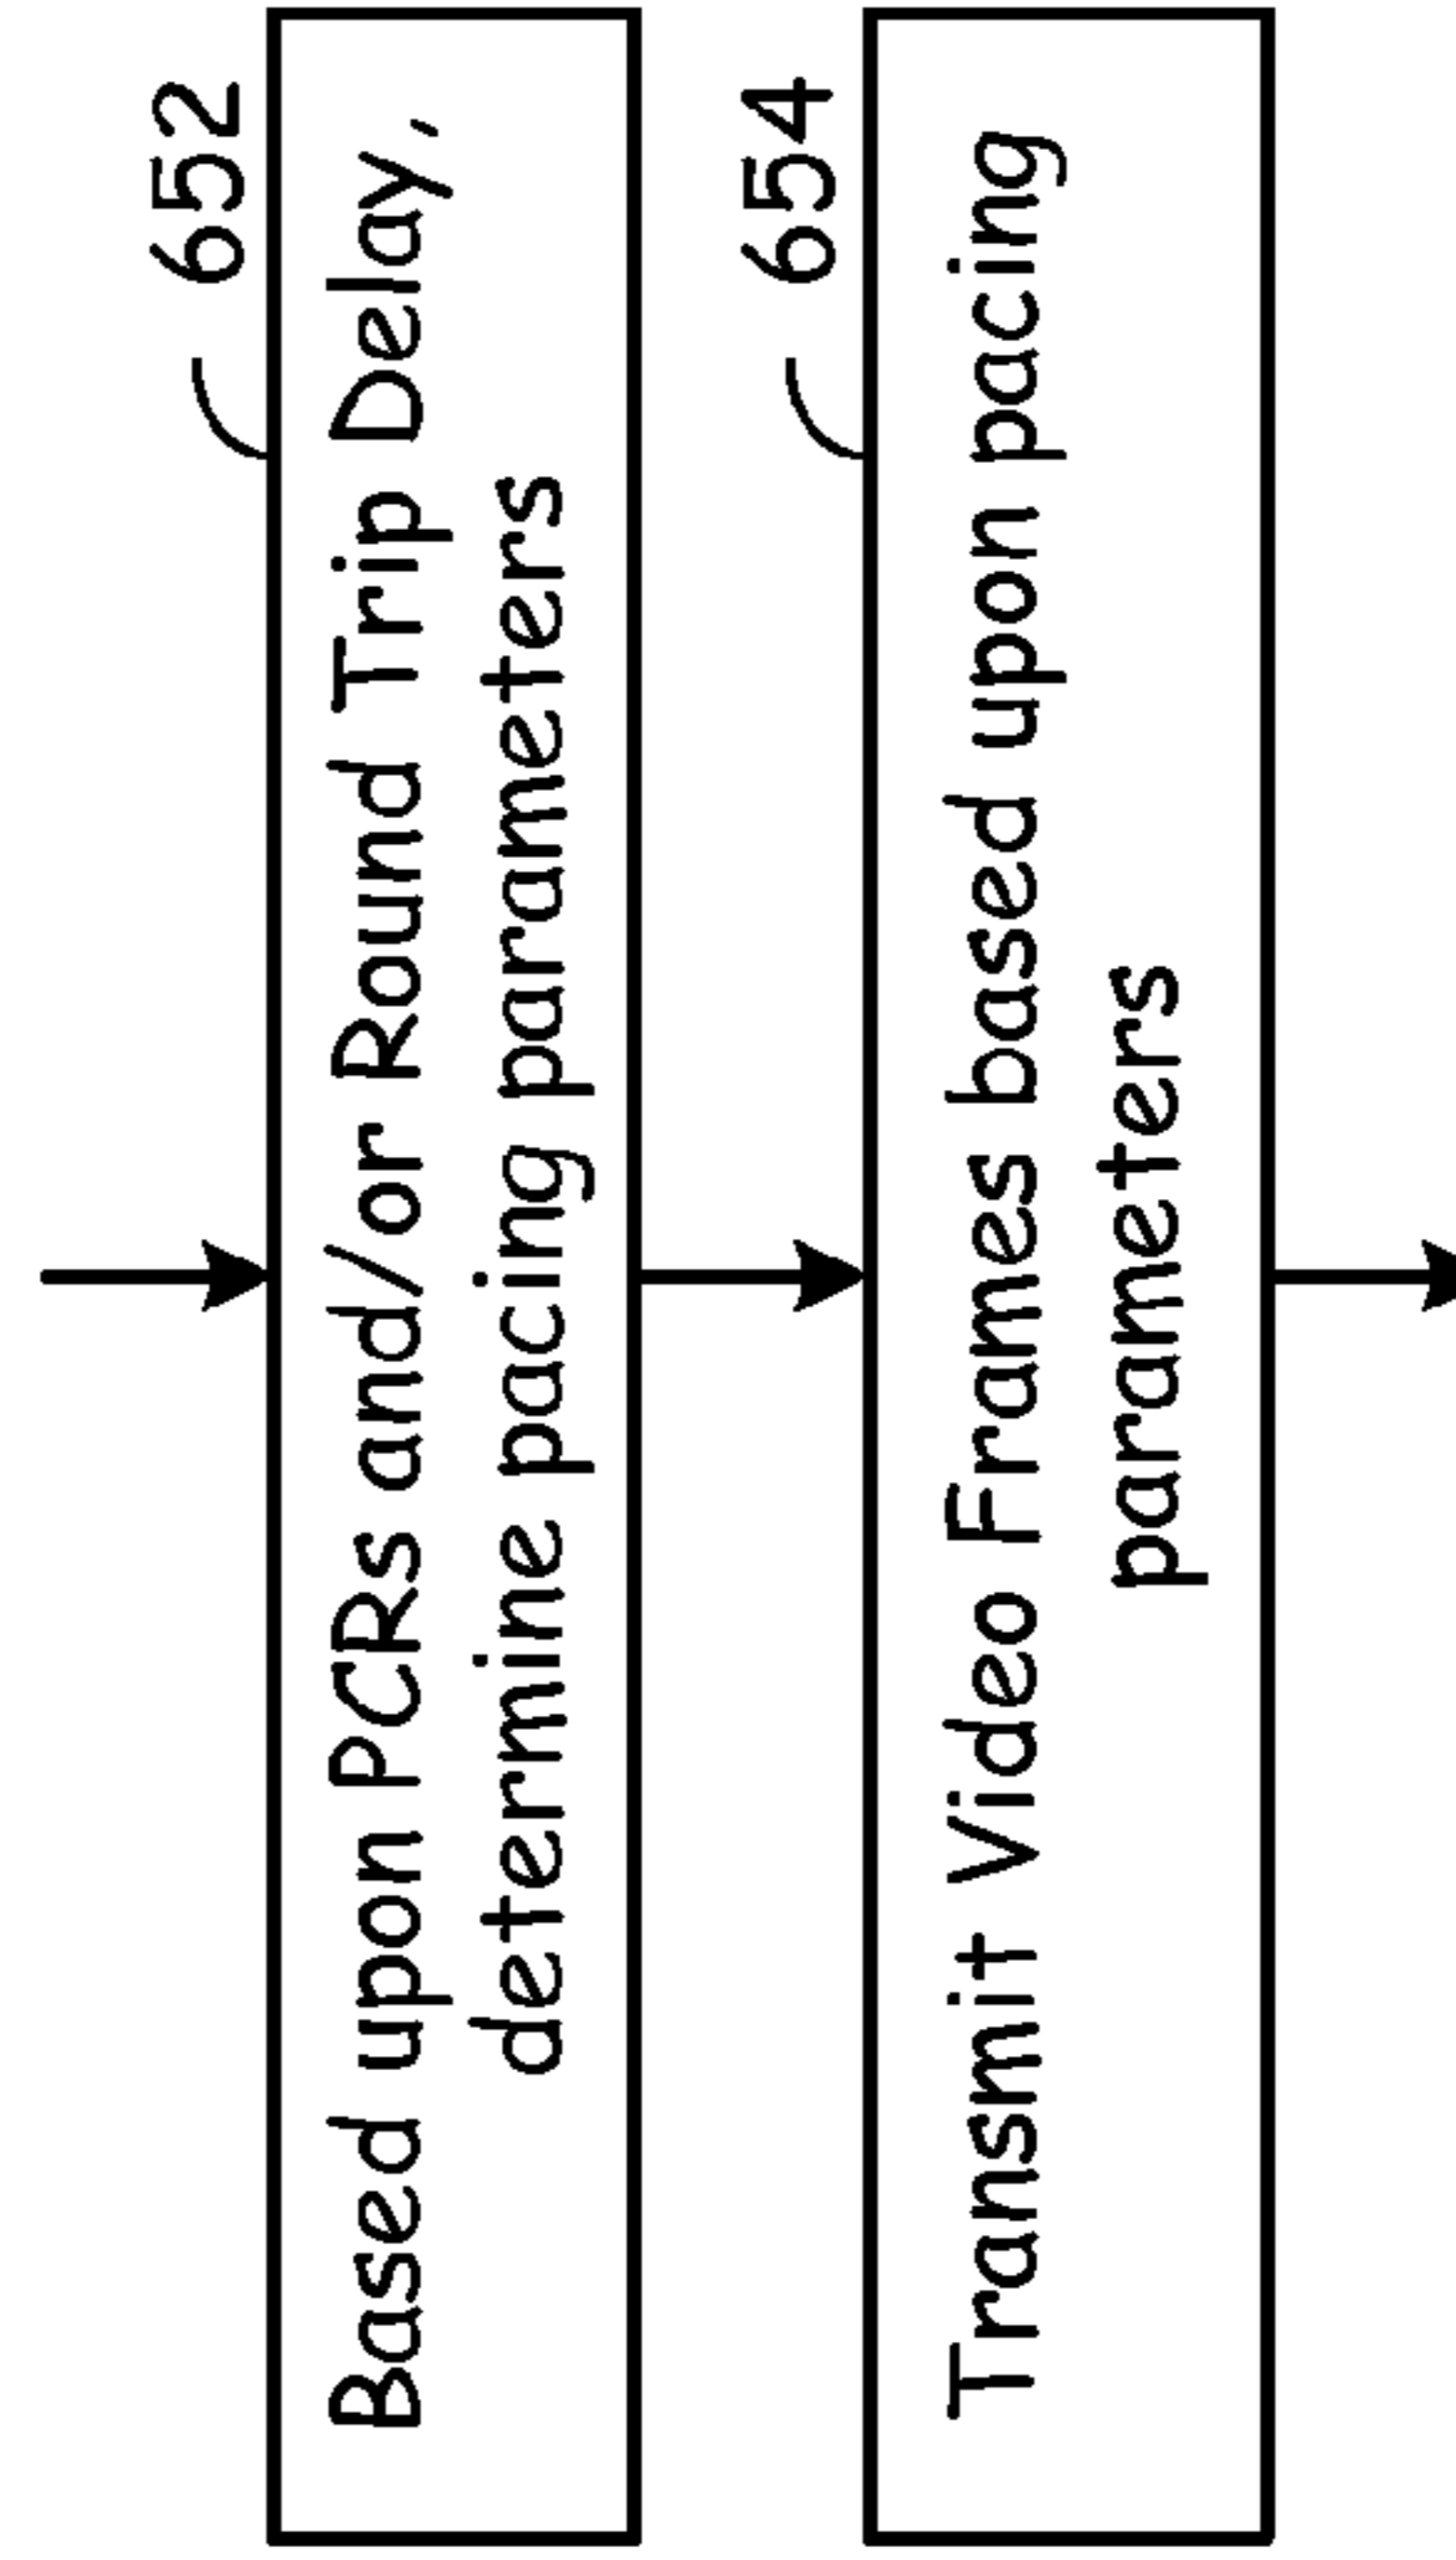 652
Based upon PCRs and/or Round Trip Delay,
determine pacing parameters
654
Transmit Video Frames based upon pacing
parameters